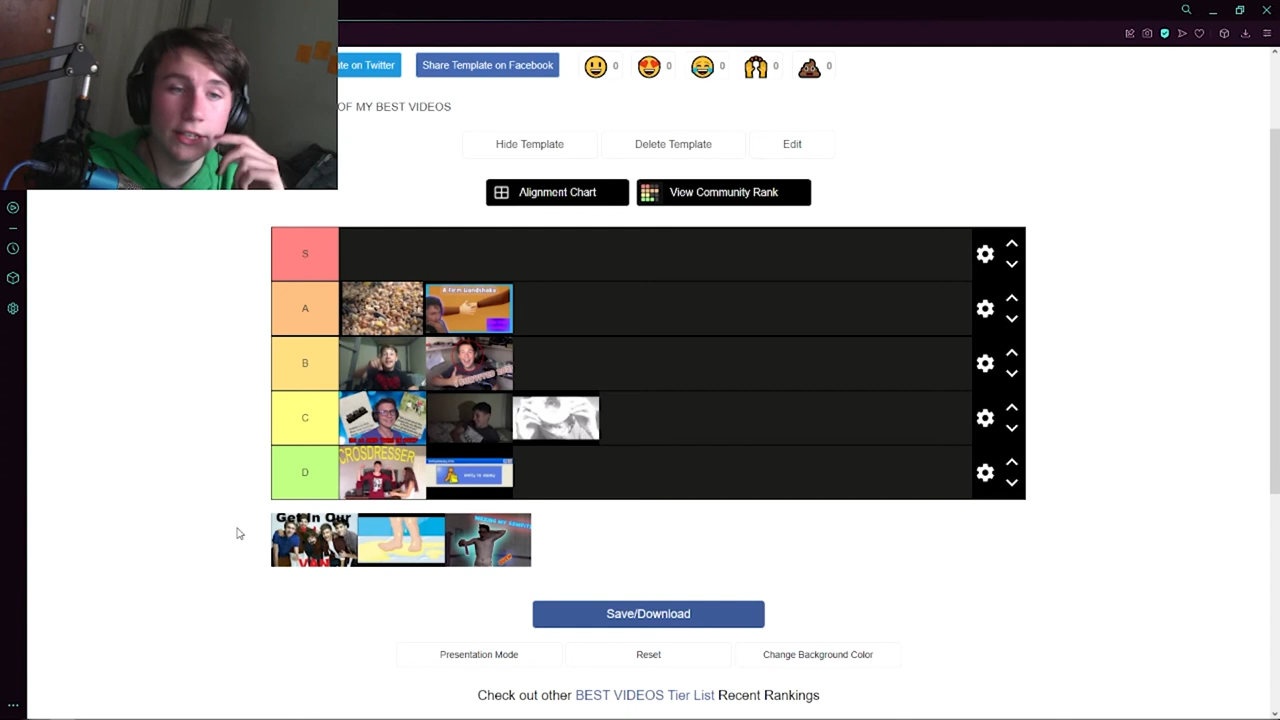 te on Twitter
Share Template on Facebook
0
0
0
0
0
OF MY BEST VIDEOS
Hide Template
Delete Template
Edit
Alignment Chart
View Community Rank
S
A
A firm Handshake
B
C
D
CROSDRESSER
Get In Our
VAN
Save/Download
Presentation Mode
Reset
Change Background Color
Check out other BEST VIDEOS Tier List Recent Rankings